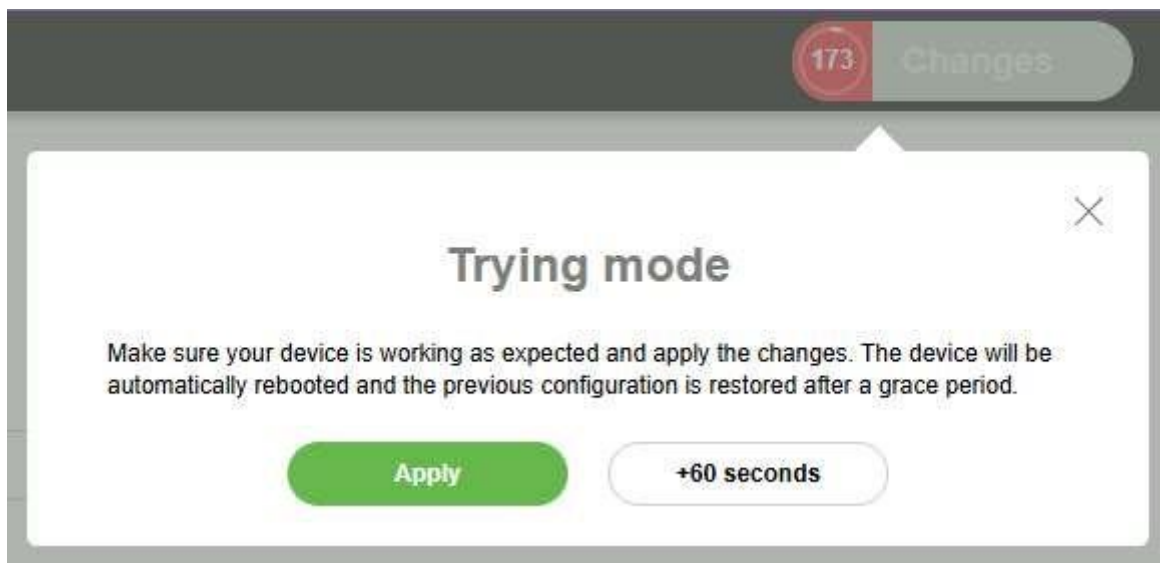 173 Changes
Trying mode
Make sure your device is working as expected and apply the changes. The device will be
automatically rebooted and the previous configuration is restored after a grace period.
Apply +60 seconds